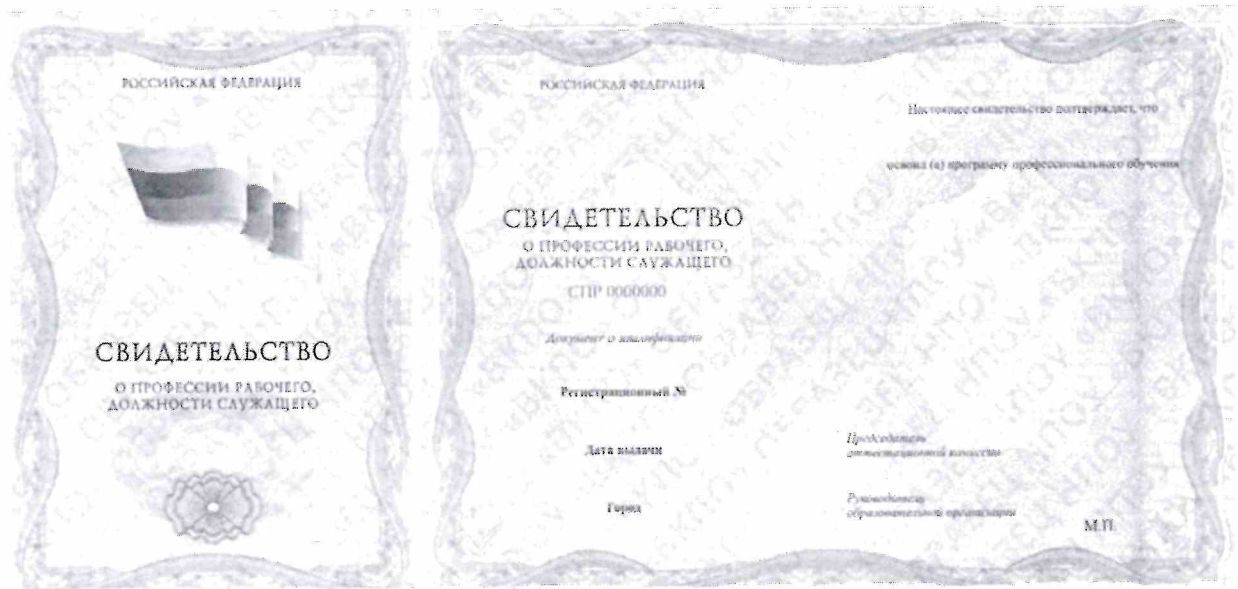 РОССИЙСКАЯ ФЕДЕРАЦИЯ
СВИДЕТЕЛЬСТВО
О ПРОФЕССИИ РАБОЧЕГО,
ДОЛЖНОСТИ СЛУЖАЩЕГО
РОССИЙСКАЯ ФЕДЕРАЦИЯ
СВИДЕТЕЛЬСТВО
О ПРОФЕССИИ РАБОЧЕГО,
ДОЛЖНОСТИ СЛУЖАЩЕГО
СПР 0000000
Документ о квалификации
Регистрационный №
Дата выдачи
Город
Настоящее свидетельство подтверждает, что
освоил (а) программу профессионального обучения
Председатель
аттестационной комиссии
Руководитель
образовательной организации
М.П.